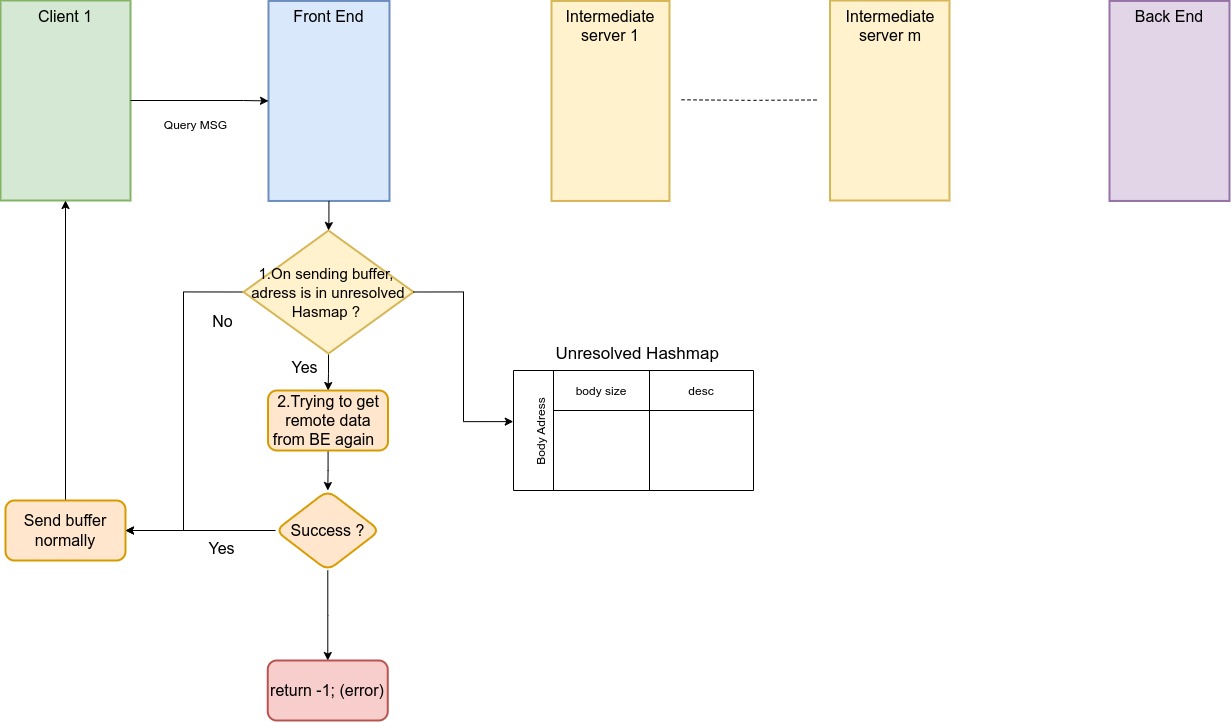 Client 1
Front End
Intermediate
server 1
Intermediate
server m
Back End
Query MSG
1.On sending buffer,
adress is in unresolved
Hasmap ?
No
Yes
Unresolved Hashmap
body size
desc
Body Adress
2.Trying to get
remote data
from BE again
Send buffer
normally
Success ?
Yes
return -1; (error)